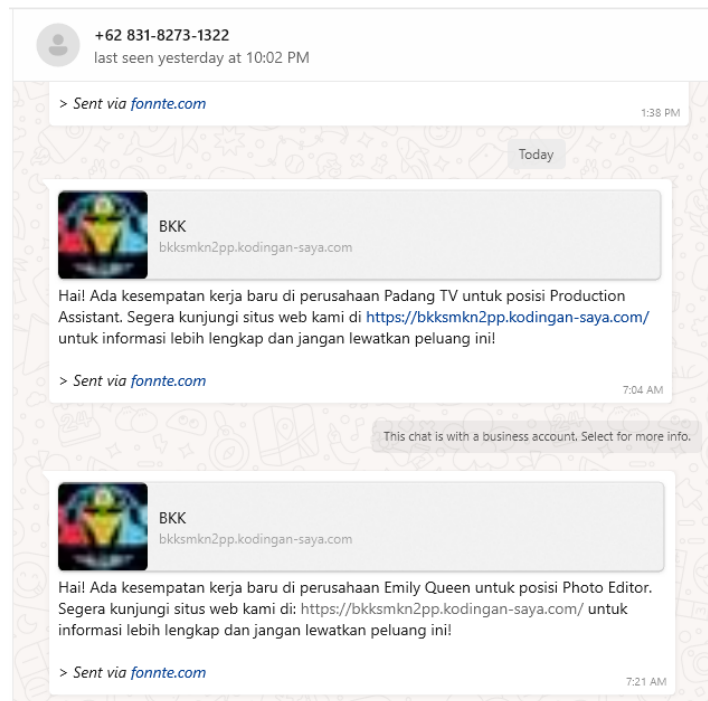 +62 831-8273-1322
last seen yesterday at 10:02 PM
> Sent via fonnte.com
1:38 PM
Today
BKK
bkksmkn2pp.kodingan-saya.com
Hai! Ada kesempatan kerja baru di perusahaan Padang TV untuk posisi Production
Assistant. Segera kunjungi situs web kami di https://bkksmkn2pp.kodingan-saya.com/
untuk informasi lebih lengkap dan jangan lewatkan peluang ini!
> Sent via fonnte.com
7:04 AM
This chat is with a business account. Select for more info.
BKK
bkksmkn2pp.kodingan-saya.com
Hai! Ada kesempatan kerja baru di perusahaan Emily Queen untuk posisi Photo Editor.
Segera kunjungi situs web kami di: https://bkksmkn2pp.kodingan-saya.com/ untuk
informasi lebih lengkap dan jangan lewatkan peluang ini!
> Sent via fonnte.com
7:21 AM